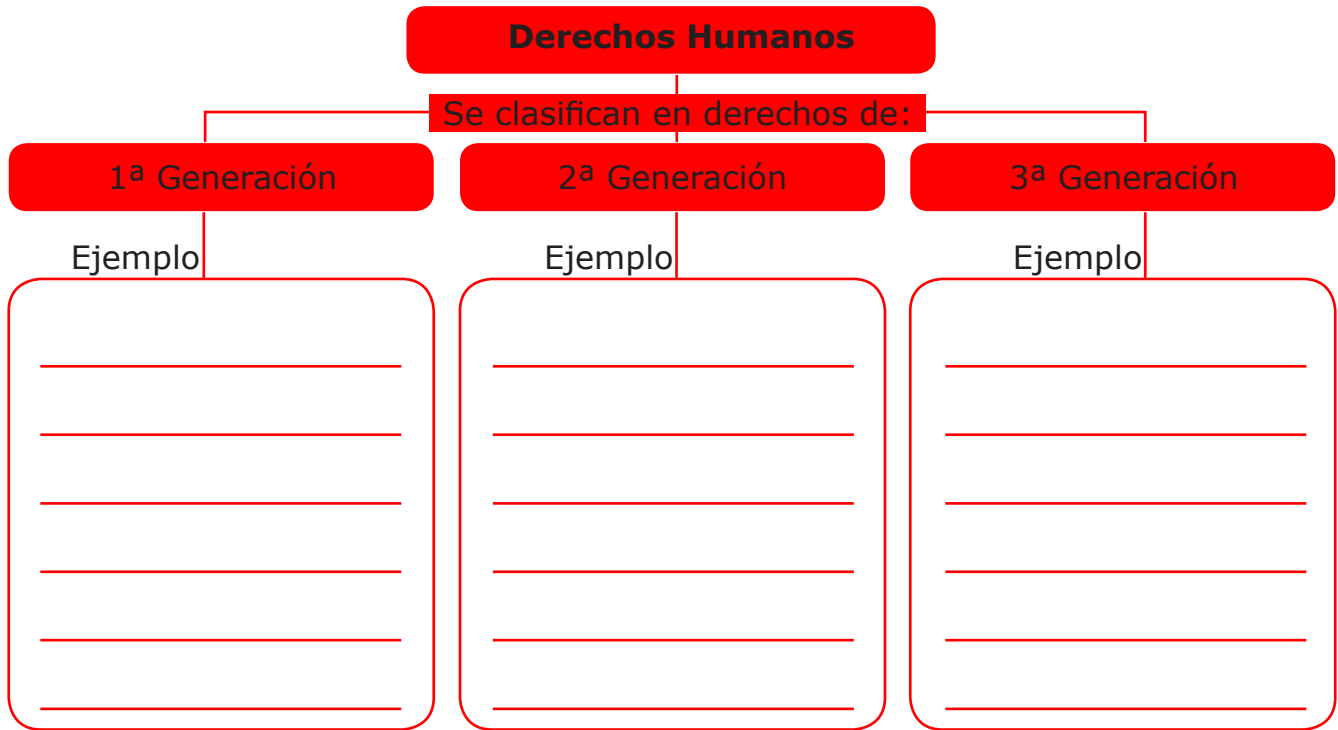 Derechos Humanos
Se clasifican en derechos de:
1ª Generación
2ª Generación
3ª Generación
Ejemplo
Ejemplo
Ejemplo